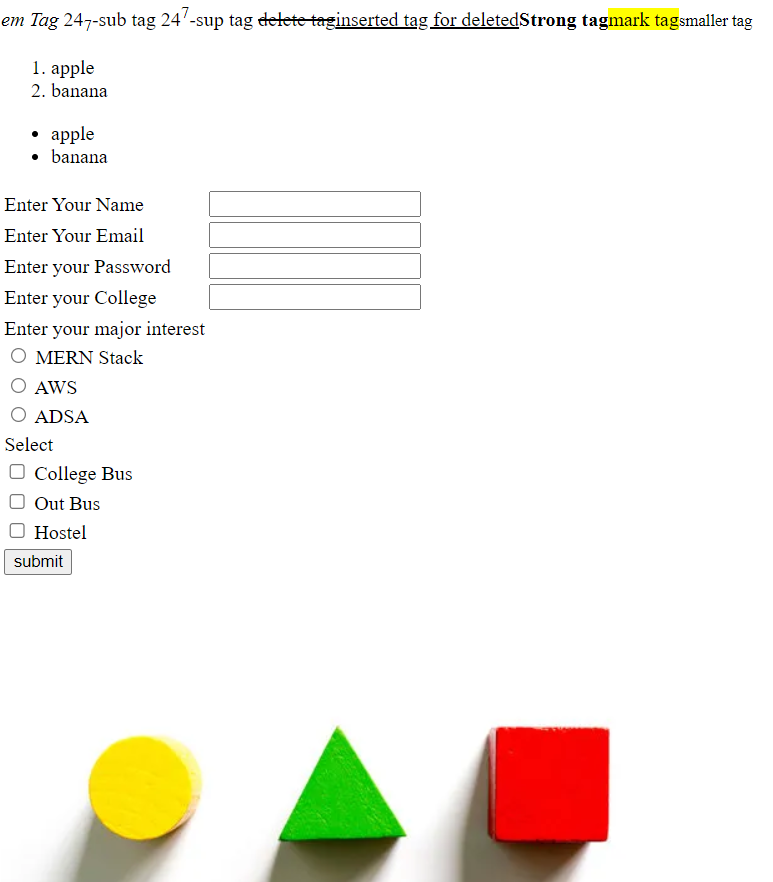 em Tag 247-sub tag 247-sup tag delete taginserted tag for deletedStrong tagmark tagsmaller tag
1. apple
2. banana
• apple
• banana
Enter Your Name
Enter Your Email
Enter your Password
Enter your College
Enter your major interest
MERN Stack
AWS
ADSA
Select
College Bus
Out Bus
Hostel
submit